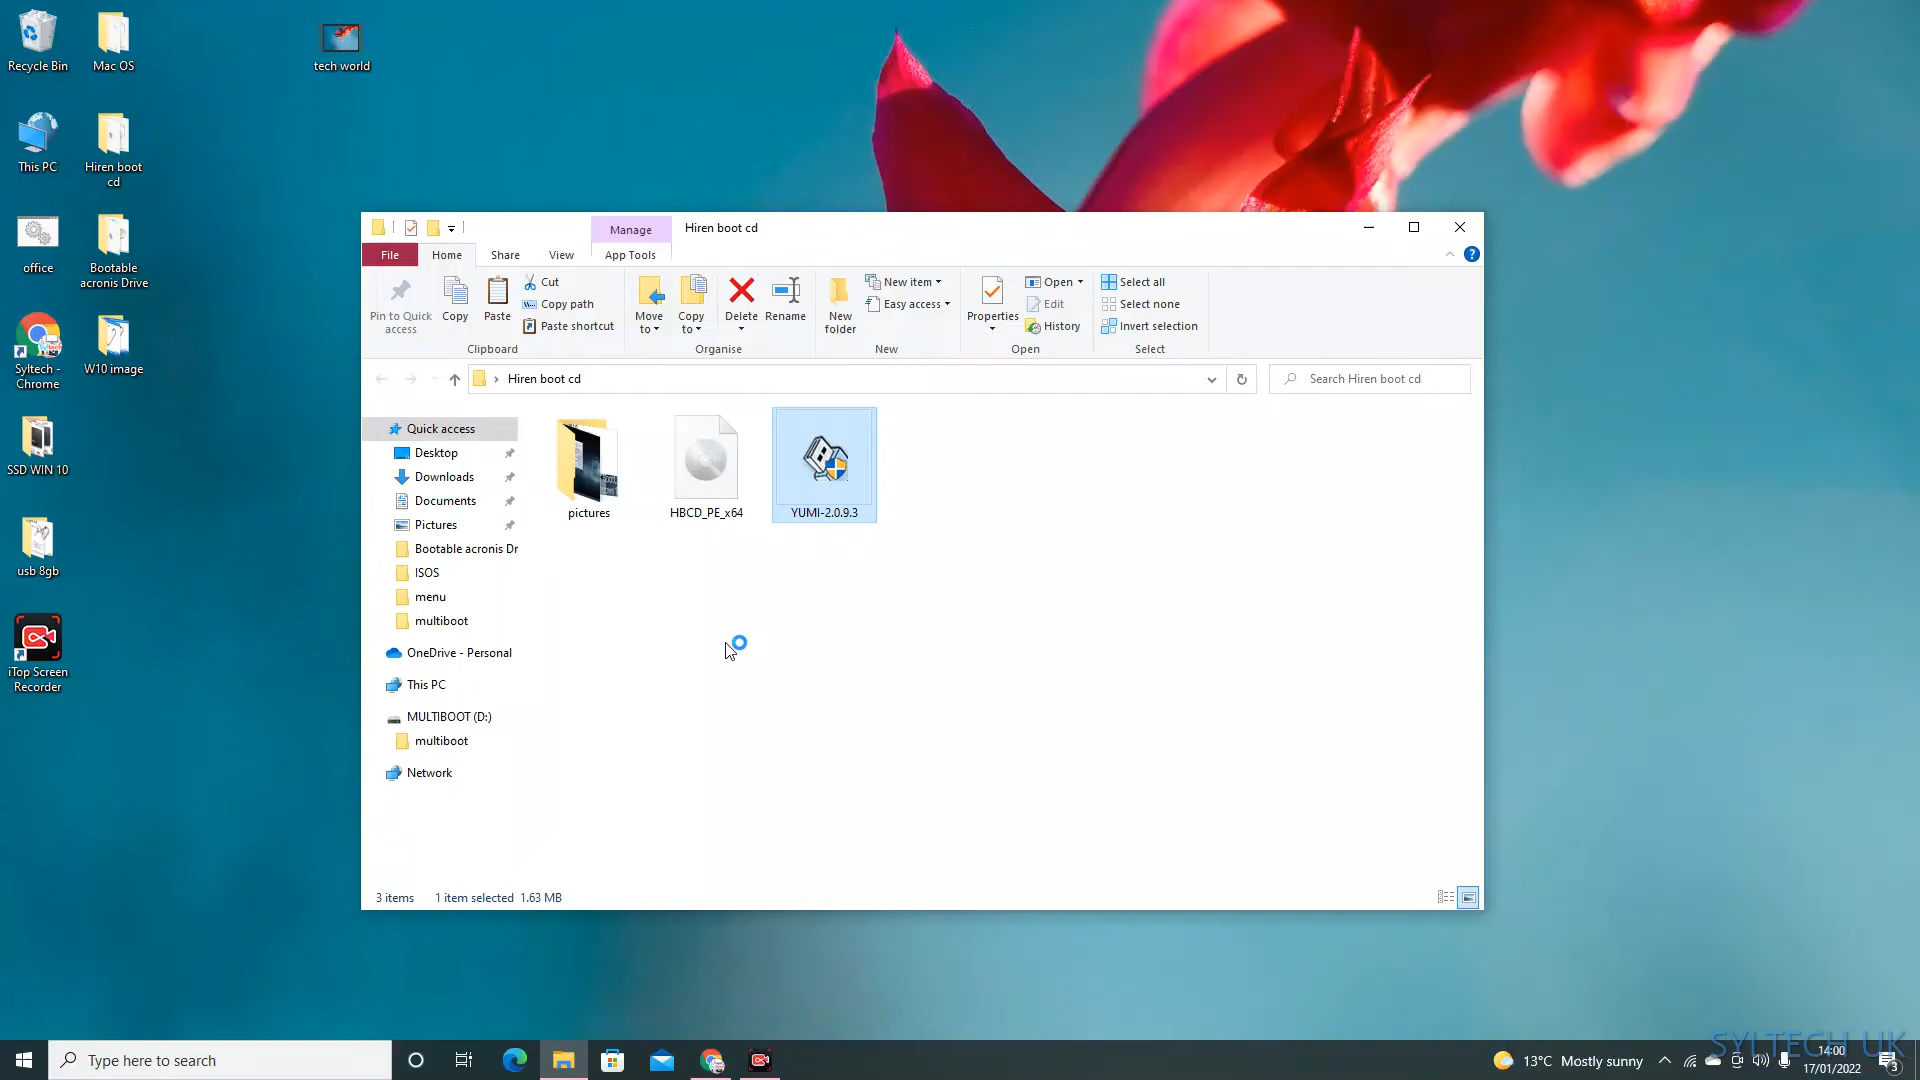 Recycle Bin
Mac OS
tech world
This PC
Hiren boot
cd
office
Bootable
acronis Drive
Syltech -
Chrome
W10 image
SSD WIN 10
usb 8gb
iTop Screen
Recorder
Manage
Hiren boot cd
File
Home
Share
View
App Tools
Pin to Quick
access
Copy
Paste
Cut
Copy path
Paste shortcut
Clipboard
Move
to
Copy
to
Delete
Rename
Organise
New
folder
New item
Easy access
New
Properties
Open
Edit
History
Open
Select all
Select none
Invert selection
Select
Hiren boot cd
Search Hiren boot cd
Quick access
Desktop
Downloads
Documents
Pictures
Bootable acronis Dr
ISOS
menu
multiboot
OneDrive - Personal
This PC
MULTIBOOT (D:)
multiboot
Network
pictures
HBCD_PE_x64
YUMI-2.0.9.3
3 items
1 item selected 1.63 MB
SYLTECH UK
Type here to search
13°C Mostly sunny
14:00
17/01/2022
3